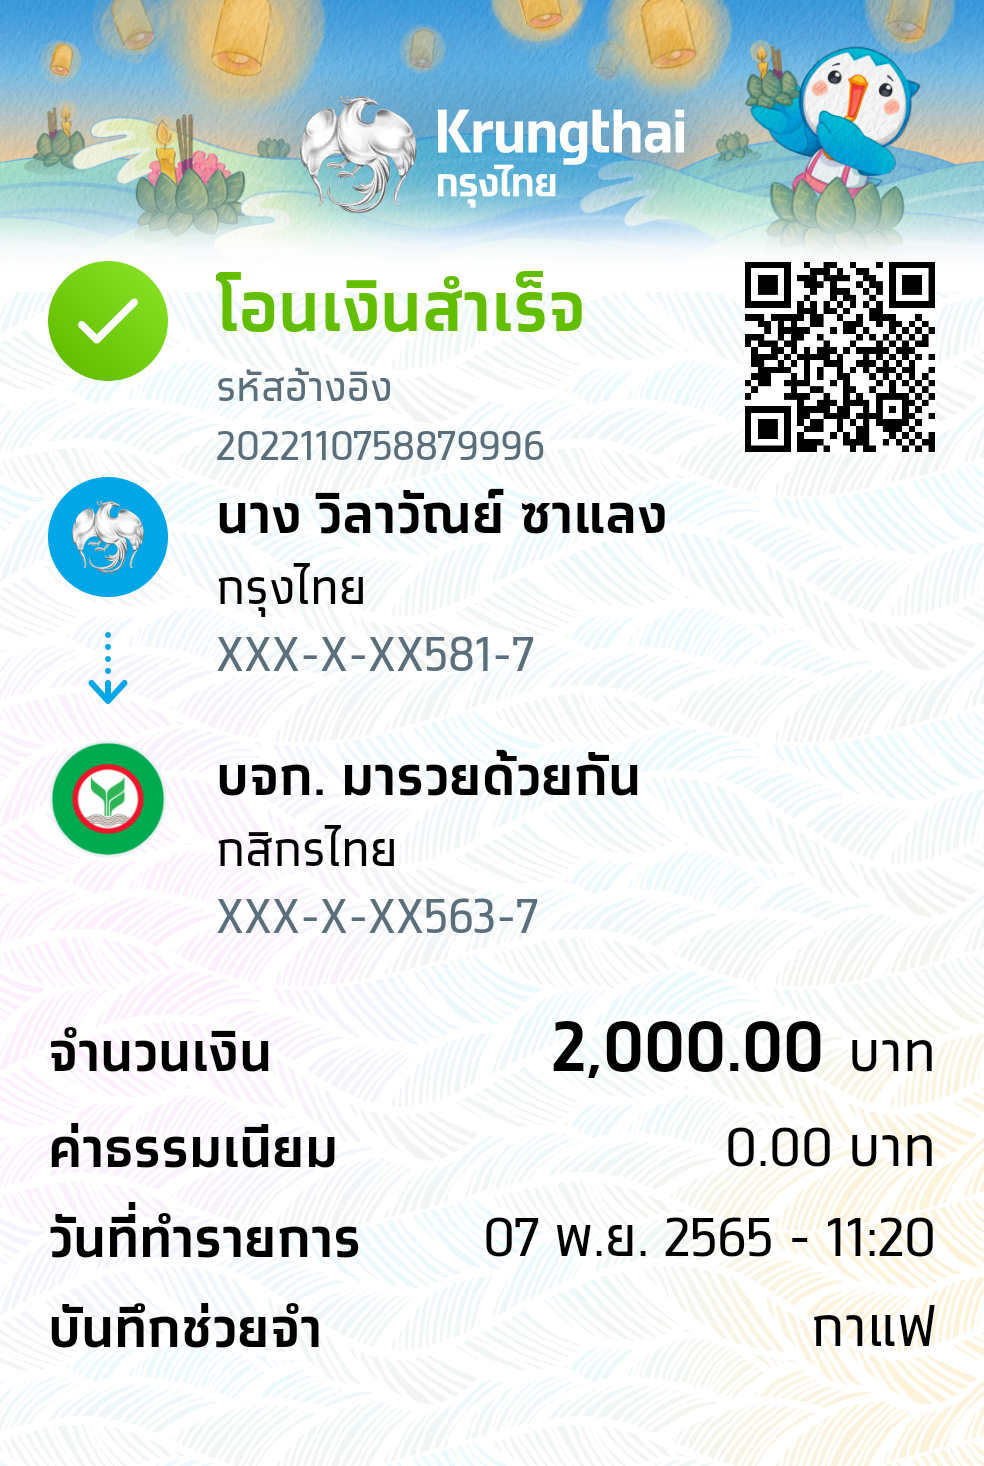 Krungthai
กรุงไทย
โอนเงินสำเร็จ
รหัสอ้างอิง
2022110758879996
นาง วิลาวัณย์ ซาแลง
กรุงไทย
XXX-X-XX581-7
บจก. มารวยด้วยกัน
กสิกรไทย
XXX-X-XX563-7
จำนวนเงิน 2,000.00 บาท
ค่าธรรมเนียม 0.00 บาท
วันที่ทำรายการ 07 พ.ย. 2565 - 11:20
บันทึกช่วยจำ กาแฟ